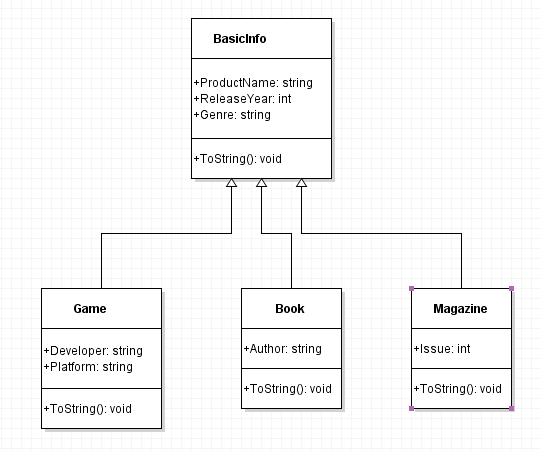 BasicInfo
+ProductName: string
+ReleaseYear: int
+Genre: string
+ToString(): void
Game
+Developer: string
+Platform: string
+ToString(): void
Book
+Author: string
+ToString(): void
Magazine
+Issue: int
+ToString(): void